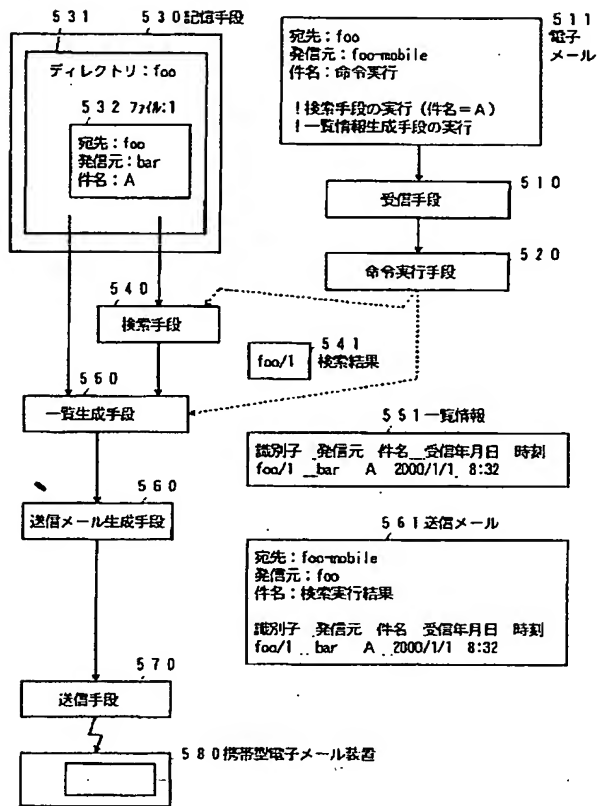 ５３１
５３０記憶手段
ディレクトリ：foo
５３２ ﾌｧｲﾙ:1
宛先：foo
発信元：bar
件名：A
５１１
電子
メール
宛先：foo
発信元：foo-mobile
件名：命令実行
！検索手段の実行（件名＝A）
！一覧情報生成手段の実行
５１０
受信手段
５２０
命令実行手段
５４０
検索手段
５４１
検索結果
foo/1
５５０
一覧生成手段
５５１一覧情報
識別子 発信元 件名 受信年月日 時刻
foo/1 bar A 2000/1/1 8:32
５６０
送信メール生成手段
５６１送信メール
宛先：foo-mobile
発信元：foo
件名：検索実行結果
識別子 発信元 件名 受信年月日 時刻
foo/1 bar A 2000/1/1 8:32
５７０
送信手段
５８０携帯型電子メール装置